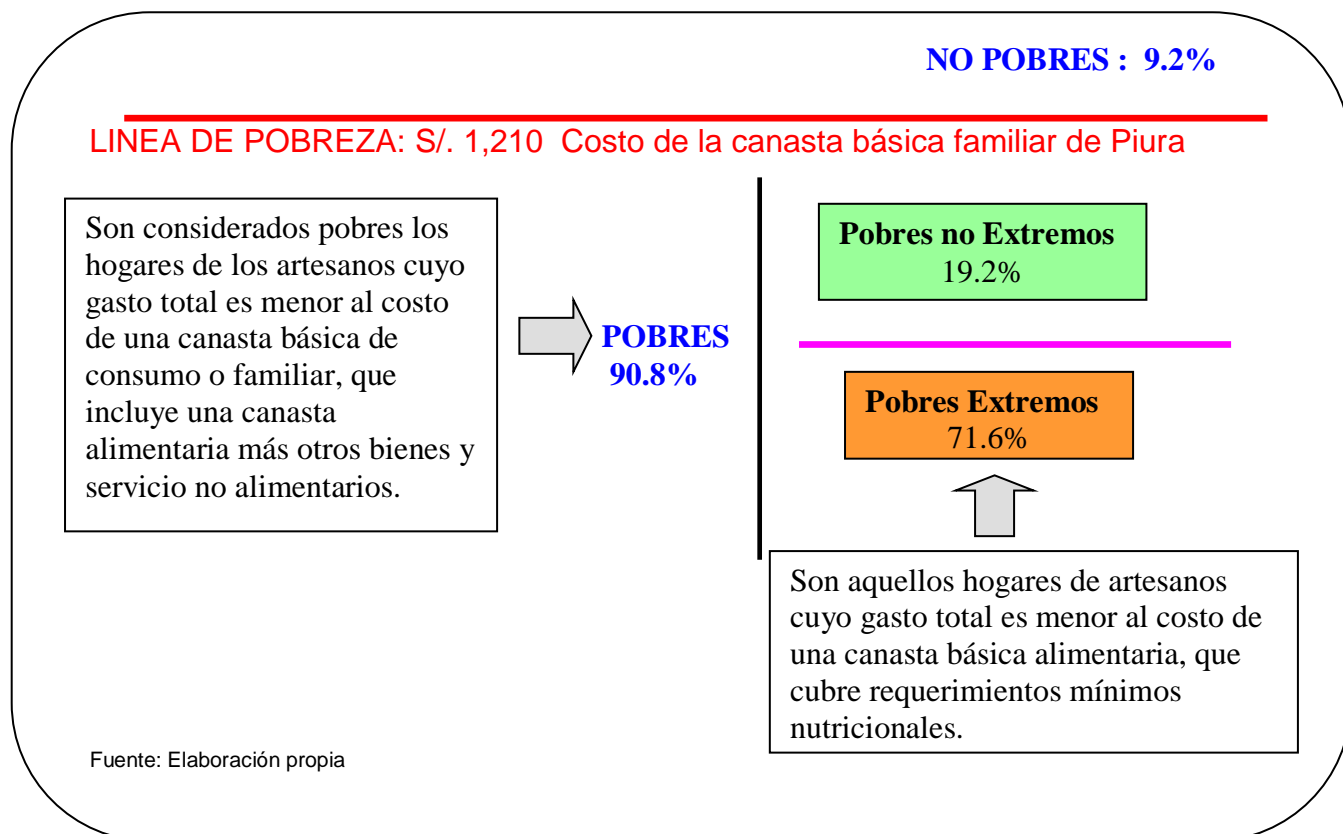 NO POBRES : 9.2%
LINEA DE POBREZA: S/. 1,210 Costo de la canasta básica familiar de Piura
Son considerados pobres los
hogares de los artesanos cuyo
gasto total es menor al costo
de una canasta básica de
consumo o familiar, que
incluye una canasta
alimentaria más otros bienes y
servicio no alimentarios.
POBRES
90.8%
Pobres no Extremos
19.2%
Pobres Extremos
71.6%
Son aquellos hogares de artesanos
cuyo gasto total es menor al costo de
una canasta básica alimentaria, que
cubre requerimientos mínimos
nutricionales.
Fuente: Elaboración propia